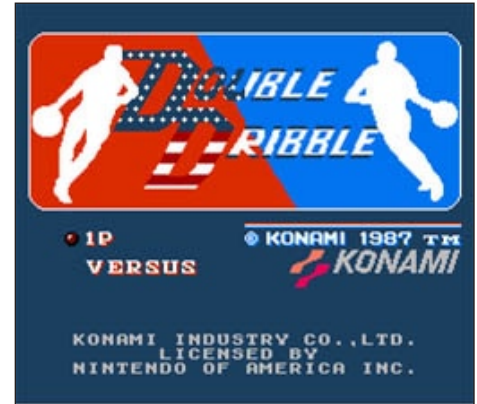 DOUBLE
DRIBBLE
1P
© KONAMI 1987 TM
VERSUS
KONAMI
KONAMI INDUSTRY CO.,LTD.
LICENSED BY
NINTENDO OF AMERICA INC.